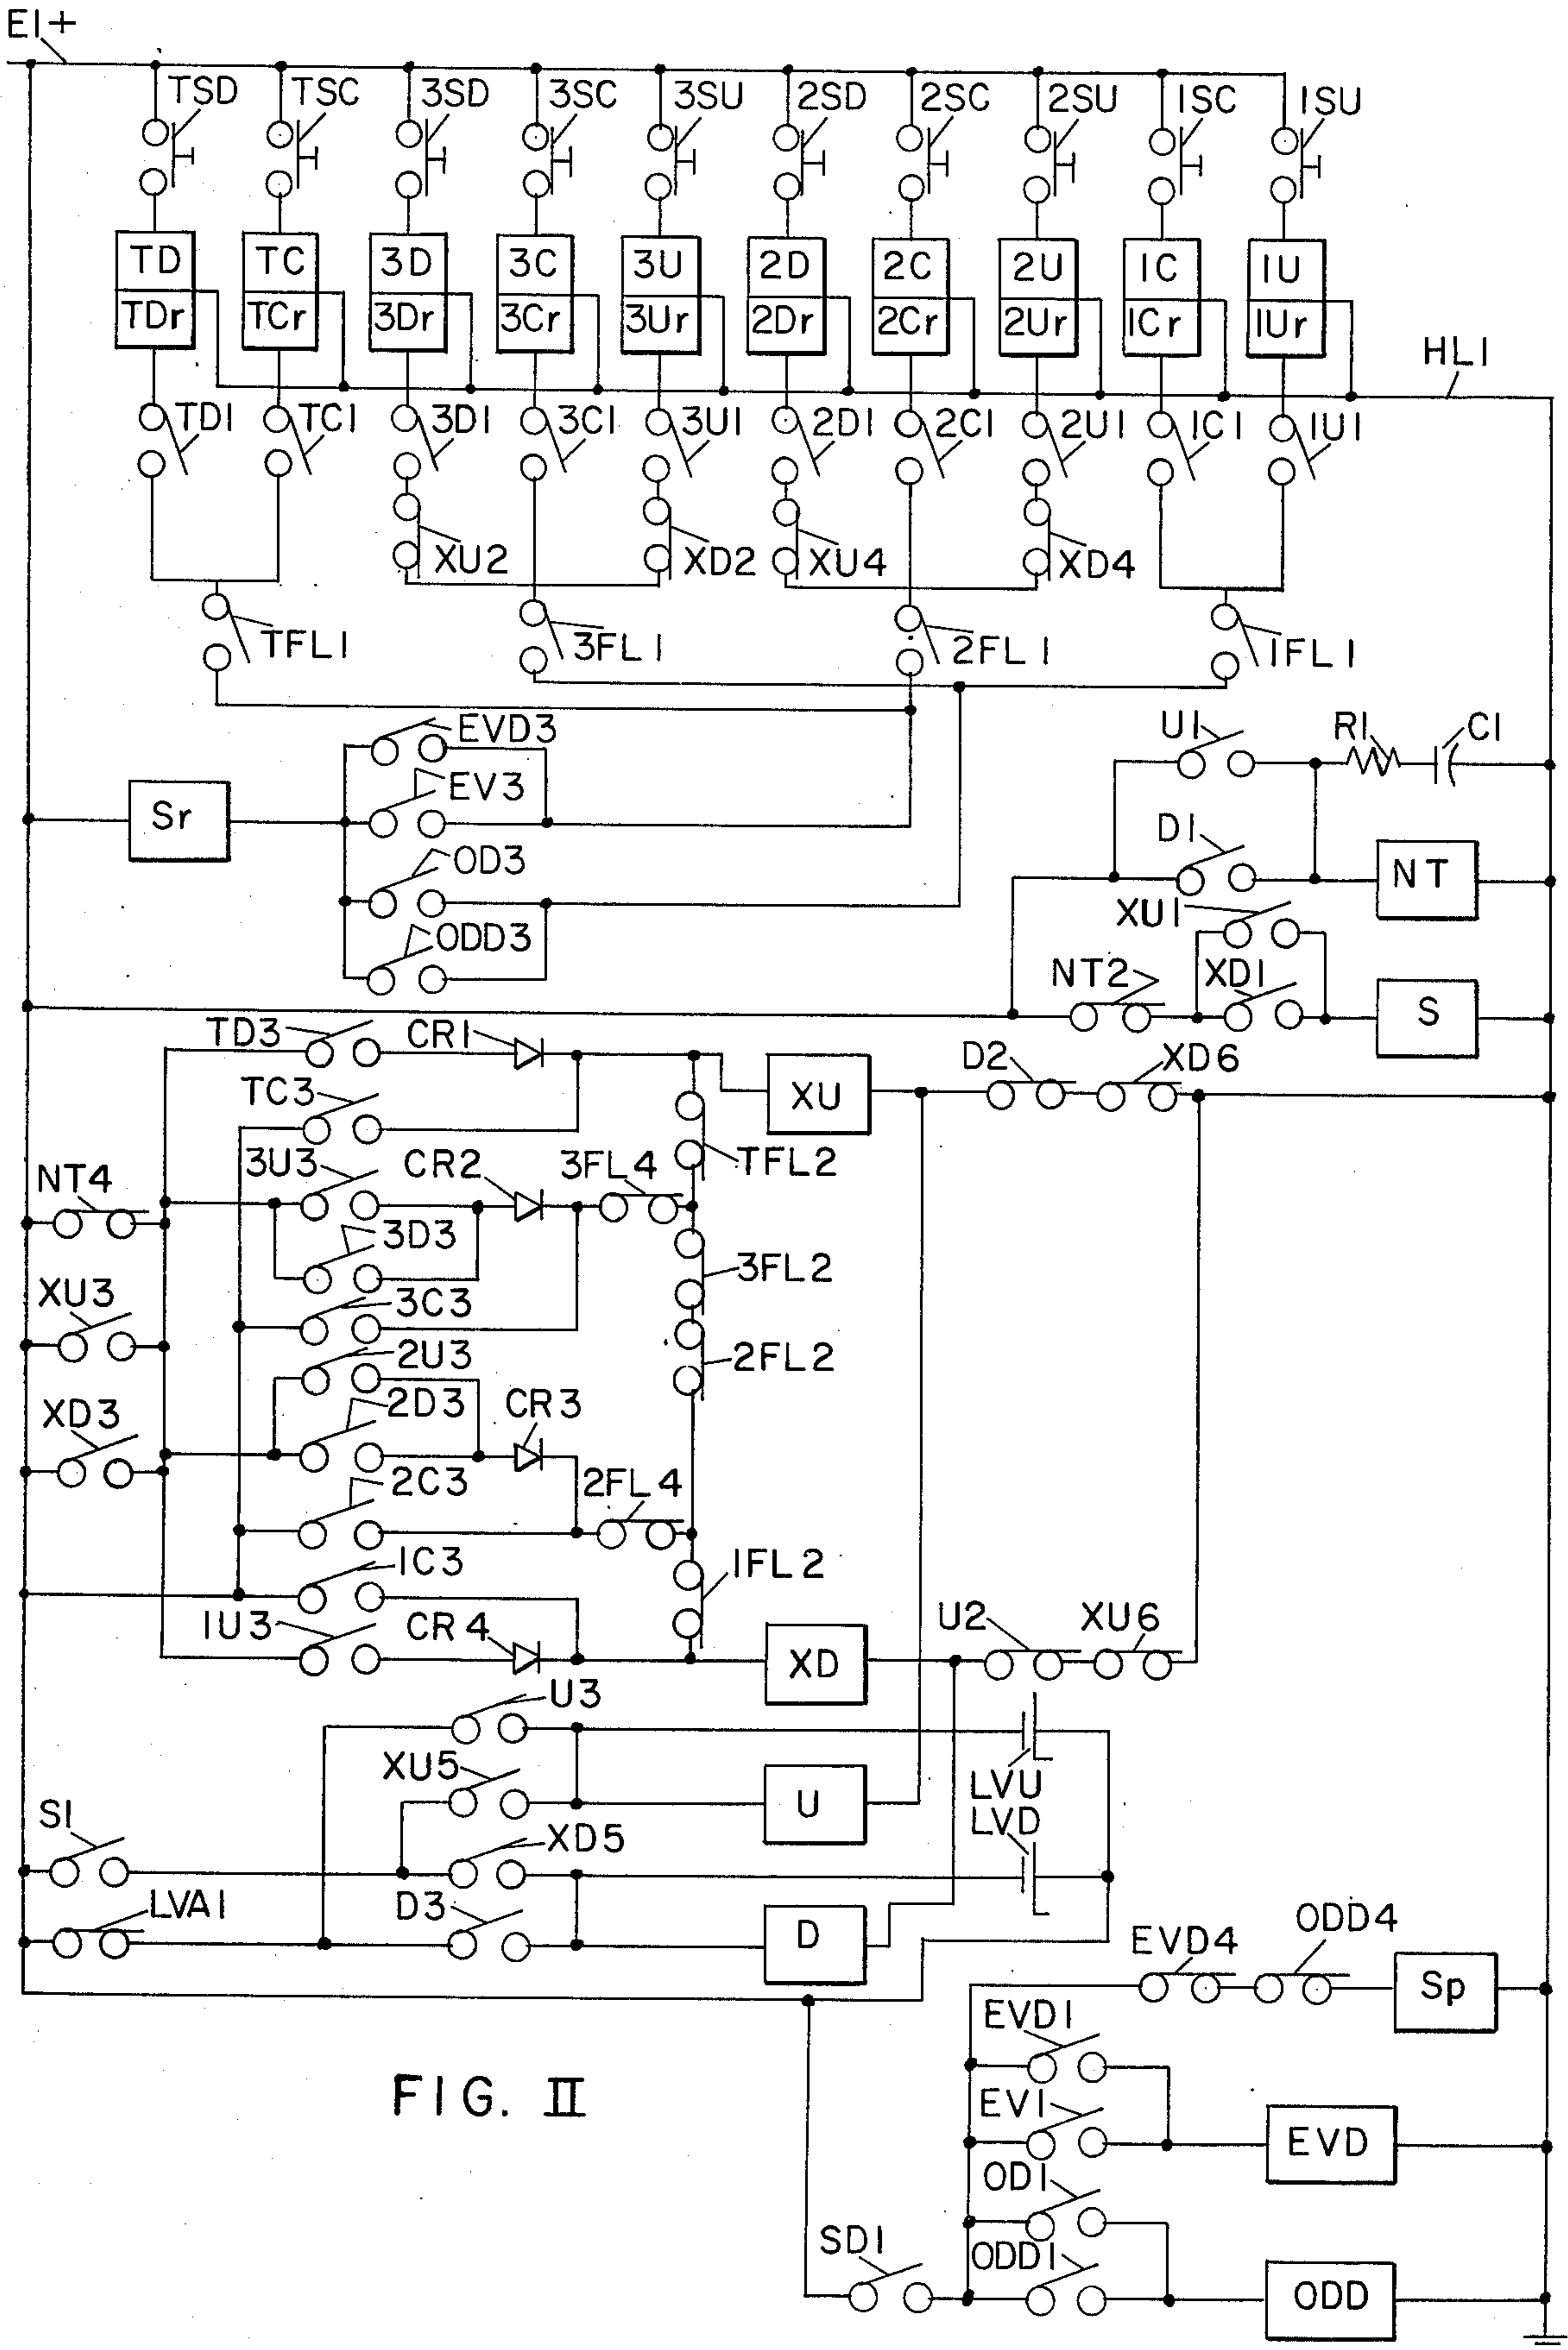 E1+
TSD TSC 3SD 3SC 3SU 2SD 2SC 2SU 1SC 1SU
TD TC 3D 3C 3U 2D 2C 2U 1C 1U
TDr TCr 3Dr 3Cr 3Ur 2Dr 2Cr 2Ur 1Cr 1Ur
HL1
TD1 TC1 3D1 3C1 3U1 2D1 2C1 2U1 1C1 1U1
XU2 XD2 XU4 XD4
TFL1 3FL1 2FL1 1FL1
EVD3 U1 R1 C1
EV3
Sr
D1
OD3 NT
XU1
ODD3
NT2 XD1
S
TD3 CR1 D2 XD6
TC3 XU
3U3 CR2 3FL4 TFL2
NT4
3D3
3FL2
XU3 3C3
2U3 2FL2
XD3 2D3 CR3
2C3 2FL4
1C3 1FL2
1U3 CR4 U2 XU6
XD
U3
XU5 LVU
U
S1 LVD
XD5
LVA1 D3 ODD4
D EVD4
Sp
EVD1
FIG. II
EV1
EVD
OD1
SD1
ODD1
ODD